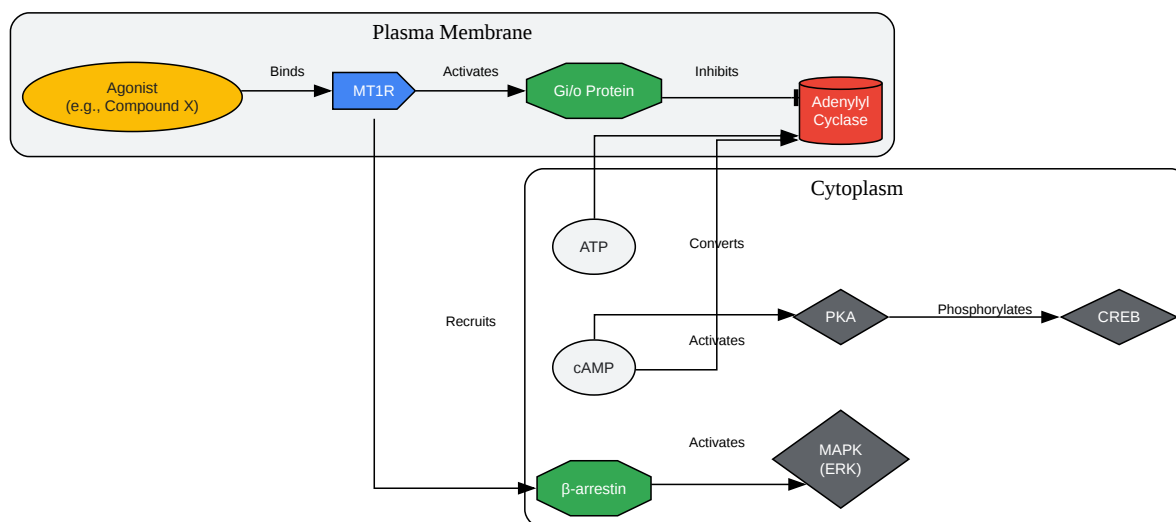 Plasma Membrane
Agonist
(e.g., Compound X)
Binds
MT1R
Activates
Gi/o Protein
Inhibits
Adenylyl
Cyclase
Cytoplasm
ATP
Converts
Recruits
cAMP
Activates
PKA
Phosphorylates
CREB
β-arrestin
Activates
MAPK
(ERK)